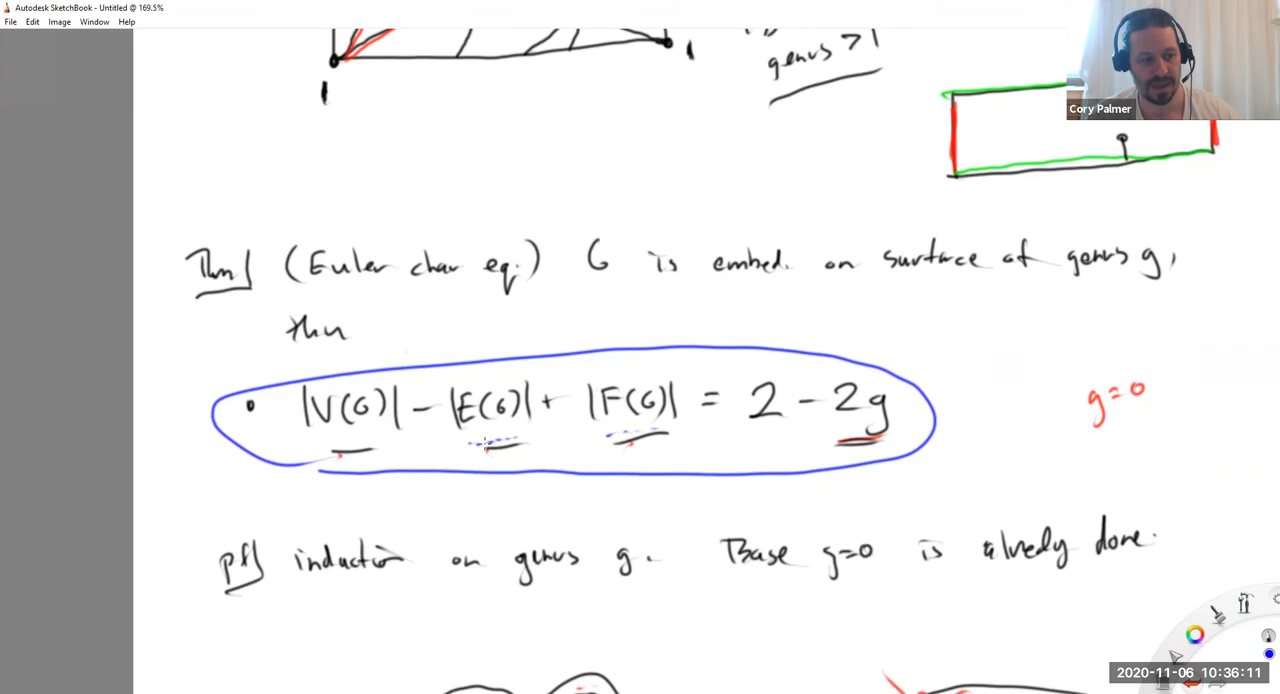 Autodesk SketchBook - Untitled @ 169.5%
File Edit Image Window Help
genus > 1
1
1
Cory Palmer
Thm (Euler char eq.) G is embed. on surface of genus g,
then
• |V(G)| - |E(G)| + |F(G)| = 2 - 2g
g=0
pf induction on genus g. Base g=0 is already done.
2020-11-06 10:36:11